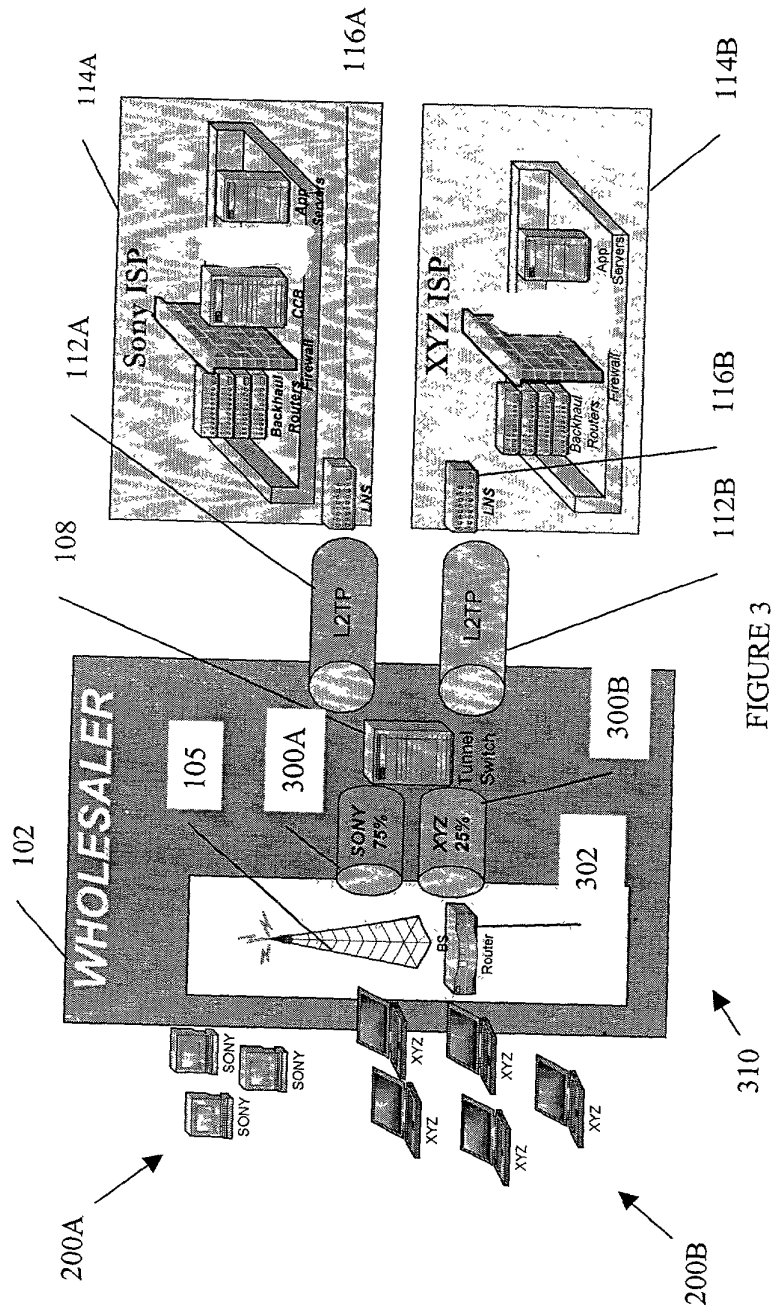 102
WHOLESALER
105
300A
108
112A
114A
116A
Sony ISP
Backhaul
Routers
Firewall
CCB
App
Servers
LNS
L2TP
SONY
SONY
SONY
200A
BS
Router
SONY
75%
XYZ
25%
Tunnel
Switch
L2TP
LNS
XYZ ISP
Backhaul
Routers
Firewall
App
Servers
XYZ
XYZ
XYZ
XYZ
XYZ
200B
310
302
300B
112B
116B
114B
FIGURE 3